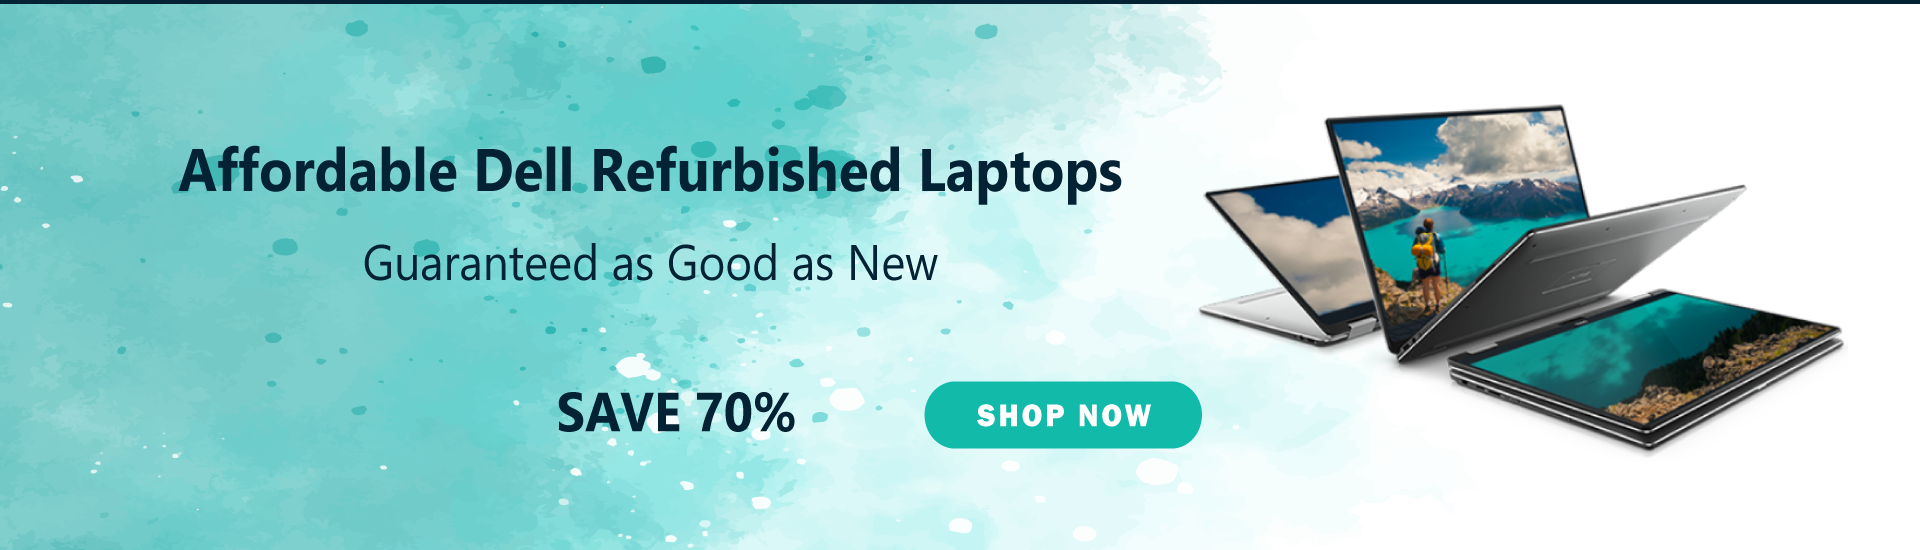 Affordable Dell Refurbished Laptops
Guaranteed as Good as New
SAVE 70%
SHOP NOW